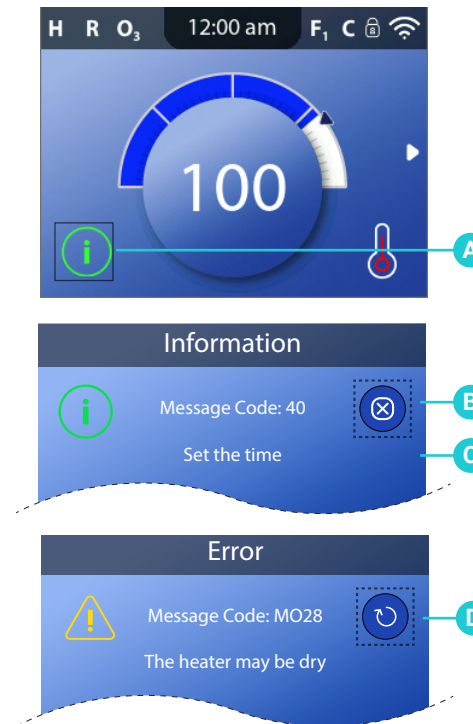 H R O₃ 12:00 am F₁ C
100
i
A
Information
i
Message Code: 40
B
Set the time
C
Error
!
Message Code: MO28
D
The heater may be dry